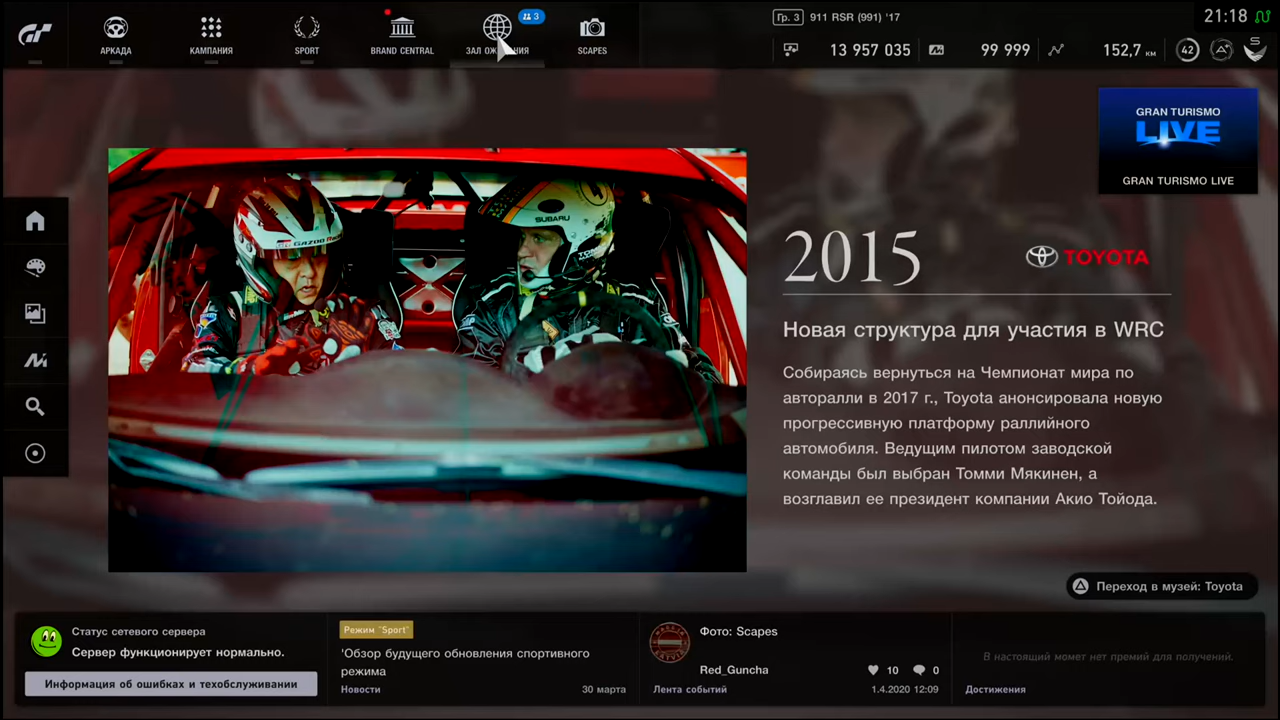 Гр. 3 911 RSR (991) '17
21:18
3
АРКАДА
КАМПАНИЯ
SPORT
BRAND CENTRAL
ЗАЛ ОЖИДАНИЯ
SCAPES
13 957 035
99 999
152,7 км
42
S
GRAN TURISMO
LIVE
GRAN TURISMO LIVE
SUBARU
GAZOO Racing
2015
TOYOTA
Новая структура для участия в WRC
Собираясь вернуться на Чемпионат мира по
авторалли в 2017 г., Toyota анонсировала новую
прогрессивную платформу раллийного
автомобиля. Ведущим пилотом заводской
команды был выбран Томми Мякинен, а
возглавил ее президент компании Акио Тойода.
Переход в музей: Toyota
Статус сетевого сервера
Сервер функционирует нормально.
Информация об ошибках и техобслуживании
Режим "Sport"
'Обзор будущего обновления спортивного
режима
Новости
30 марта
Фото: Scapes
Red_Guncha
10
0
Лента событий
1.4.2020 12:09
В настоящий момет нет премий для получения.
Достижения